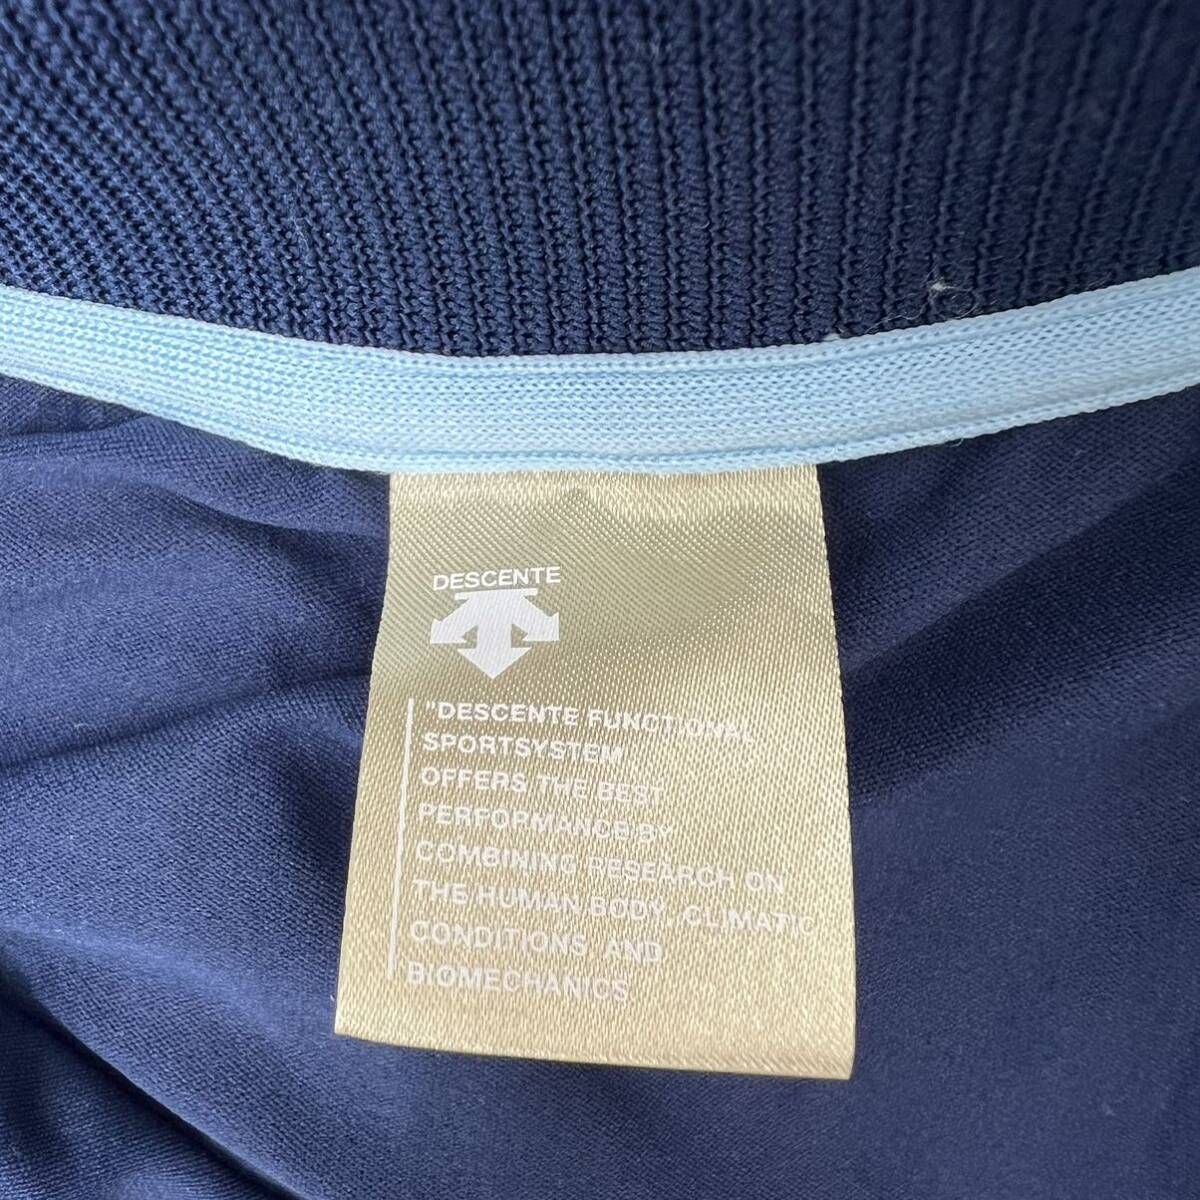 DESCENTE
"DESCENTE FUNCTIONAL
SPORTSYSTEM
OFFERS THE BEST
PERFORMANCE BY
COMBINING RESEARCH ON
THE HUMAN BODY, CLIMATIC
CONDITIONS, AND
BIOMECHANICS